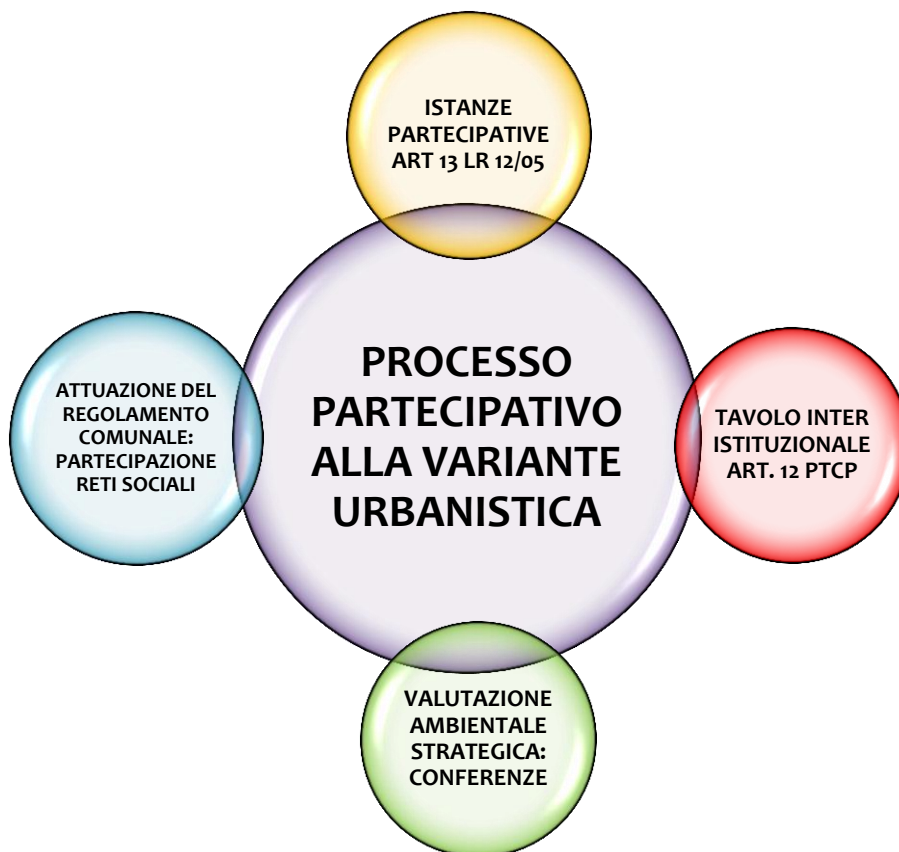 ISTANZE
PARTECIPATIVE
ART 13 LR 12/05
PROCESSO
PARTECIPATIVO
ALLA VARIANTE
URBANISTICA
ATTUAZIONE DEL
REGOLAMENTO
COMUNALE:
PARTECIPAZIONE
RETI SOCIALI
TAVOLO INTER
ISTITUZIONALE
ART. 12 PTCP
VALUTAZIONE
AMBIENTALE
STRATEGICA:
CONFERENZE